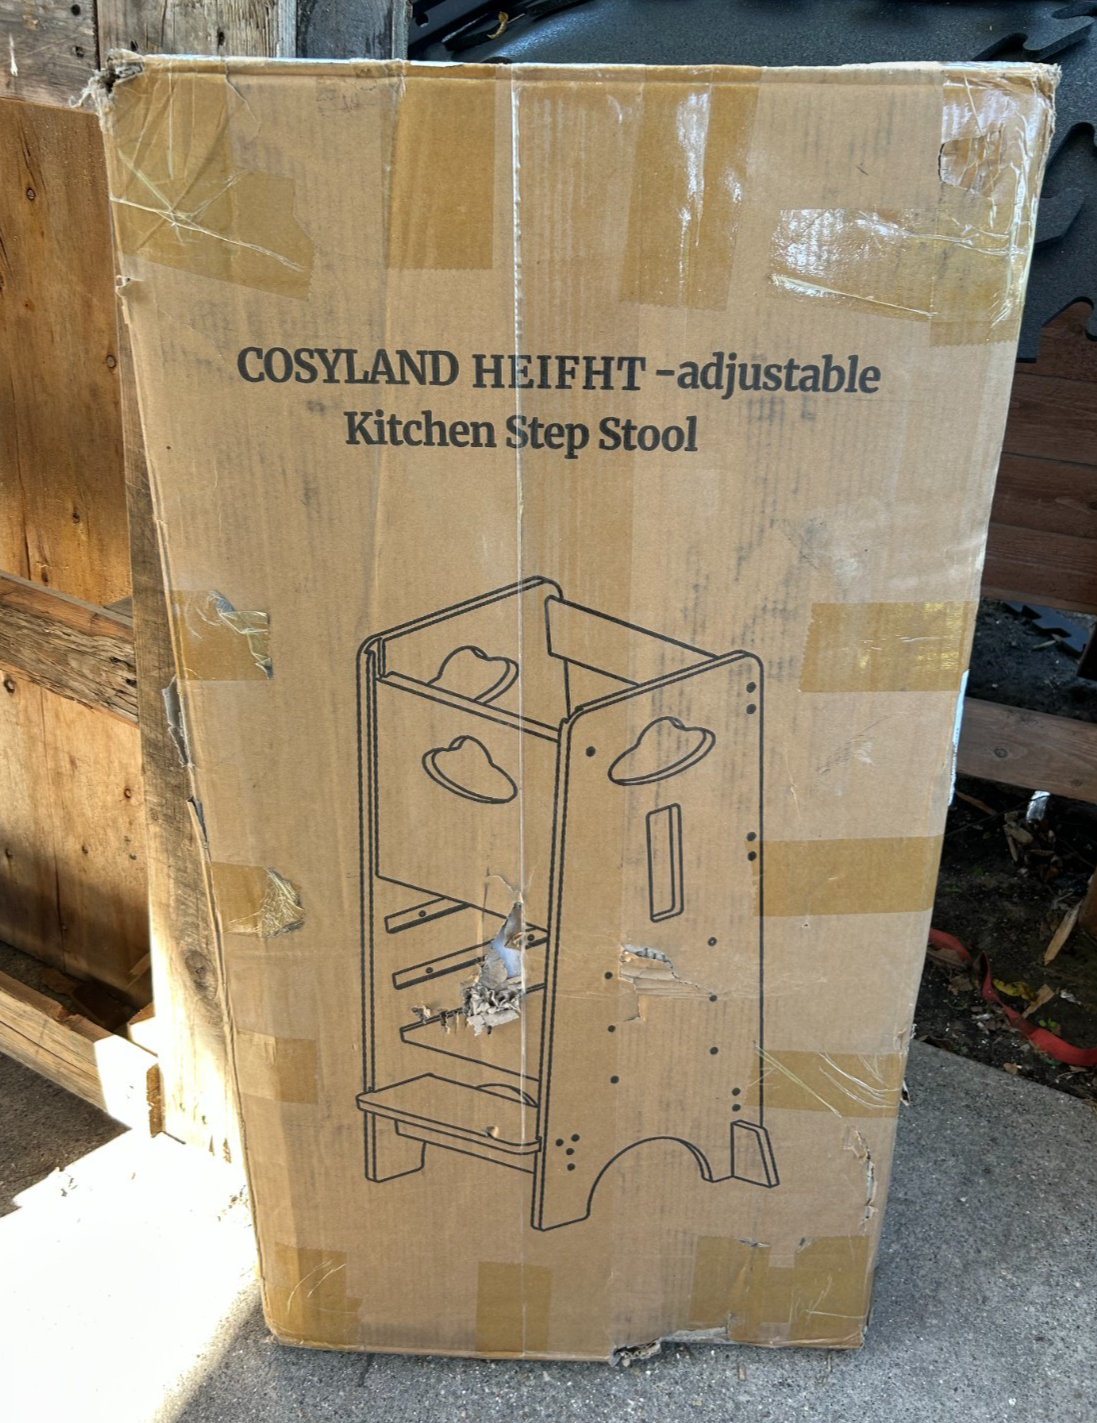 COSYLAND HEIFHT -adjustable
Kitchen Step Stool